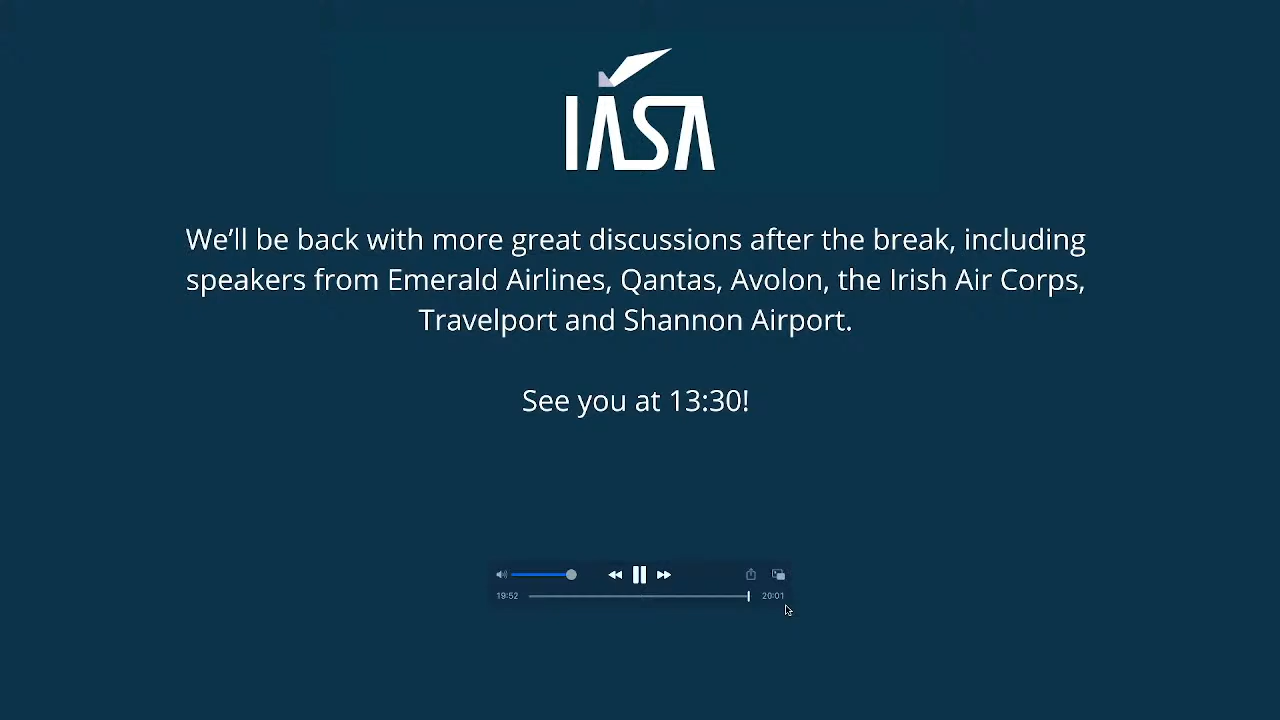 IASA
We’ll be back with more great discussions after the break, including
speakers from Emerald Airlines, Qantas, Avolon, the Irish Air Corps,
Travelport and Shannon Airport.
See you at 13:30!
19:52
20:01